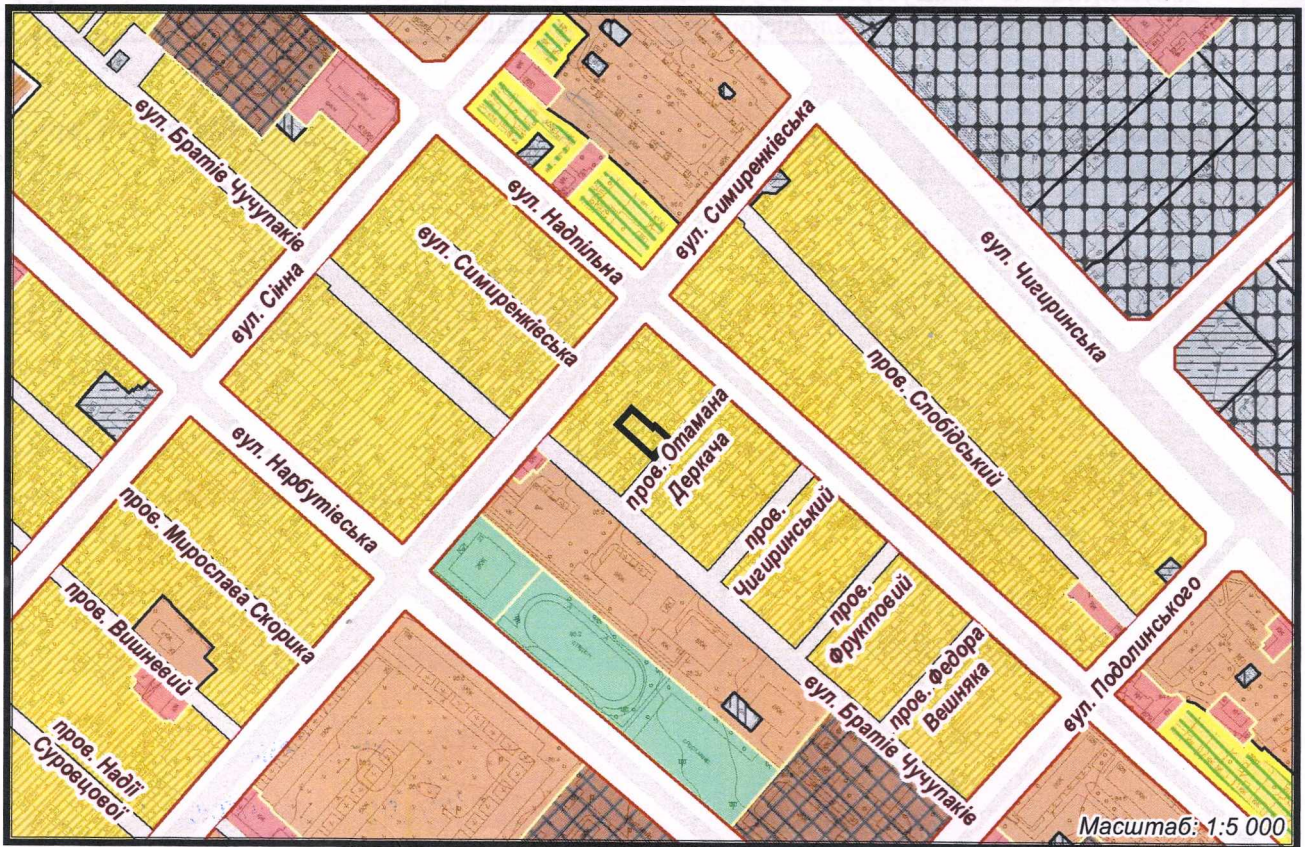 вул. Братів Чучупаків
вул. Сінна
вул. Надпільна
вул. Симиренківська
вул. Симиренківська
вул. Чигиринська
пров. Слобідський
вул. Нарбутівська
пров. Отамана
Деркача
пров.
Чигиринський
пров.
Фруктовий
пров. Федора
Вешняка
вул. Подолинського
вул. Братів Чучупаків
пров. Мирослава Скорика
пров. Вишневий
пров. Надії
Суровцової
Масштаб: 1:5 000